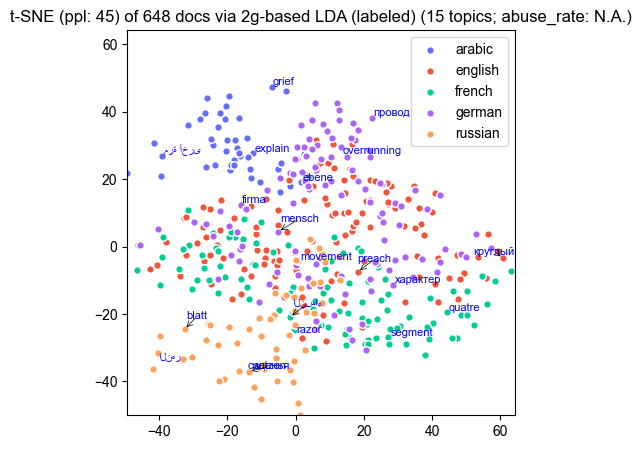 t-SNE (ppl: 45) of 648 docs via 2g-based LDA (labeled) (15 topics; abuse_rate: N.A.)
60
40
20
0
−20
−40
−40
−20
0
20
40
60
arabic
english
french
german
russian
grief
провод
مرة أخرى
explain
overrunning
ebene
firma
mensch
movement
preach
круглый
характер
quatre
blatt
razor
segment
النمر